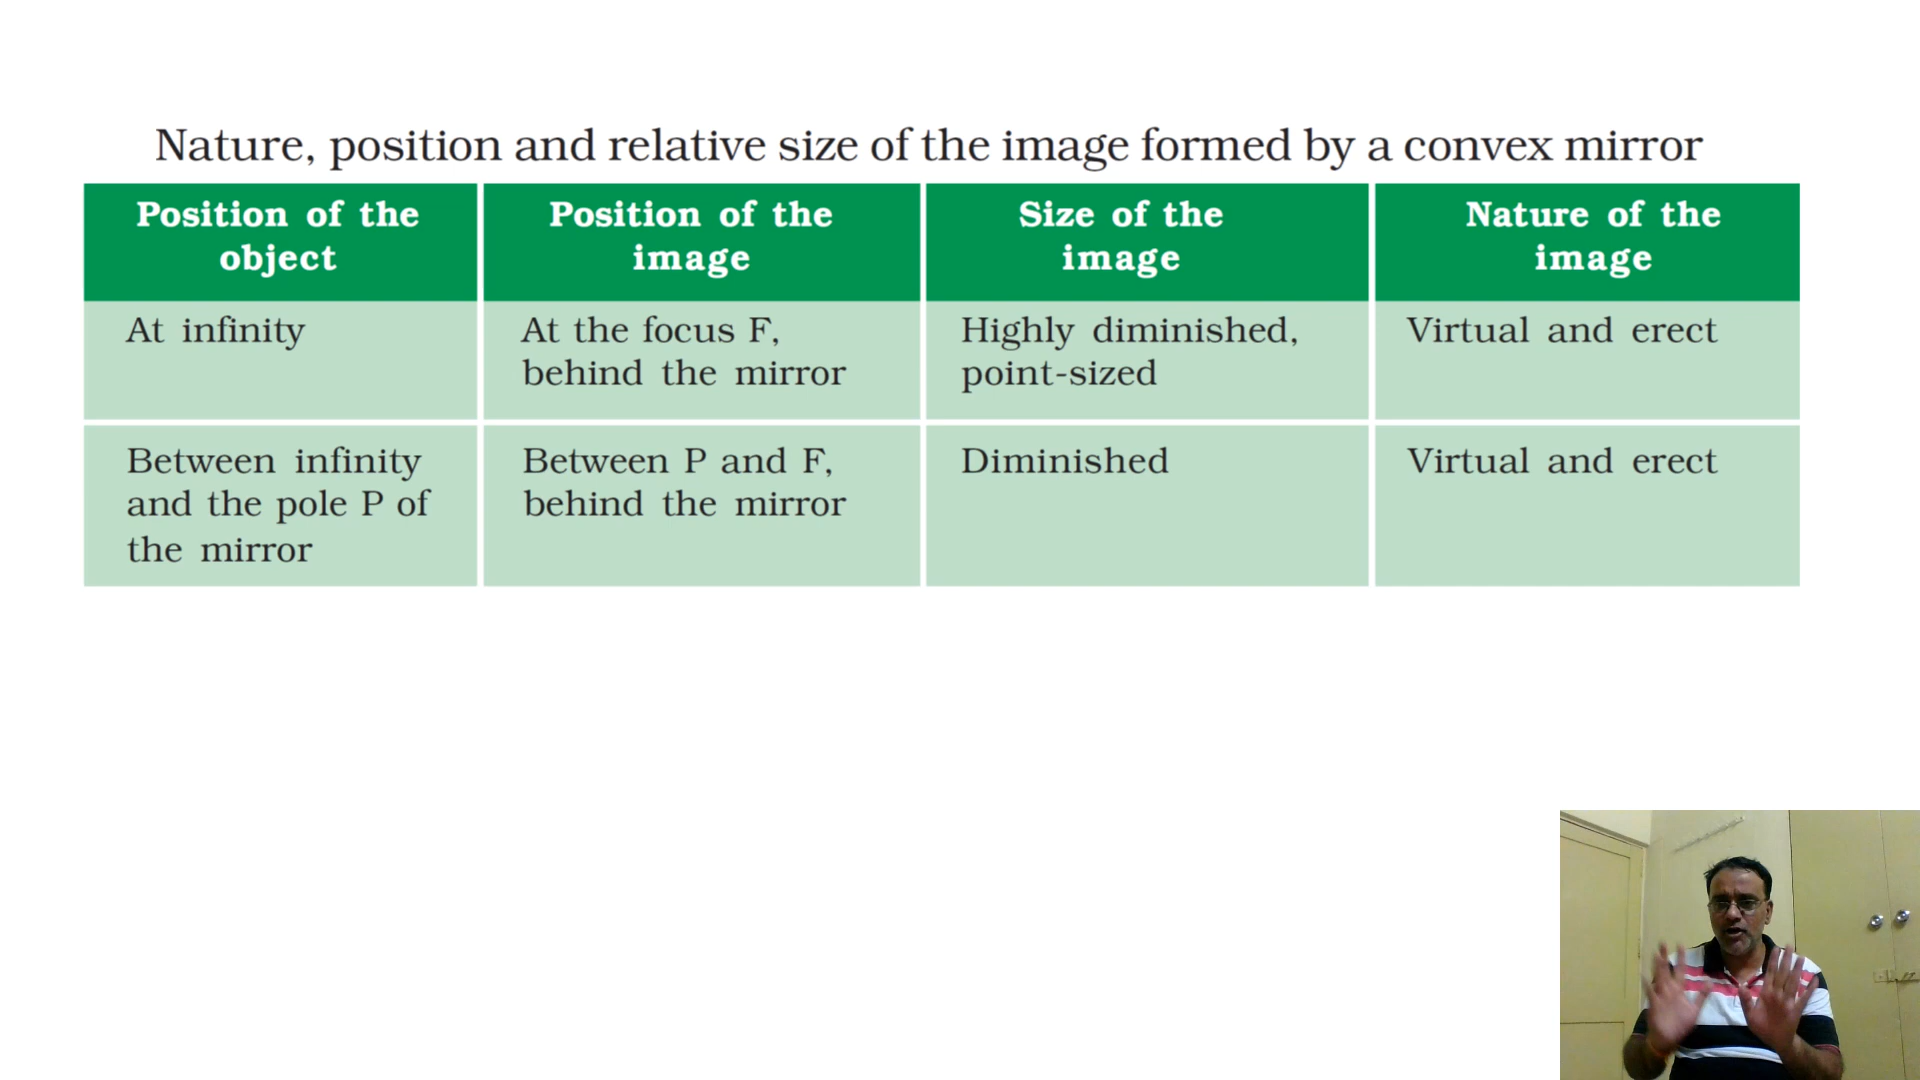 Nature, position and relative size of the image formed by a convex mirror
Position of the
object
Position of the
image
Size of the
image
Nature of the
image
At infinity
At the focus F,
behind the mirror
Highly diminished,
point-sized
Virtual and erect
Between infinity
and the pole P of
the mirror
Between P and F,
behind the mirror
Diminished
Virtual and erect